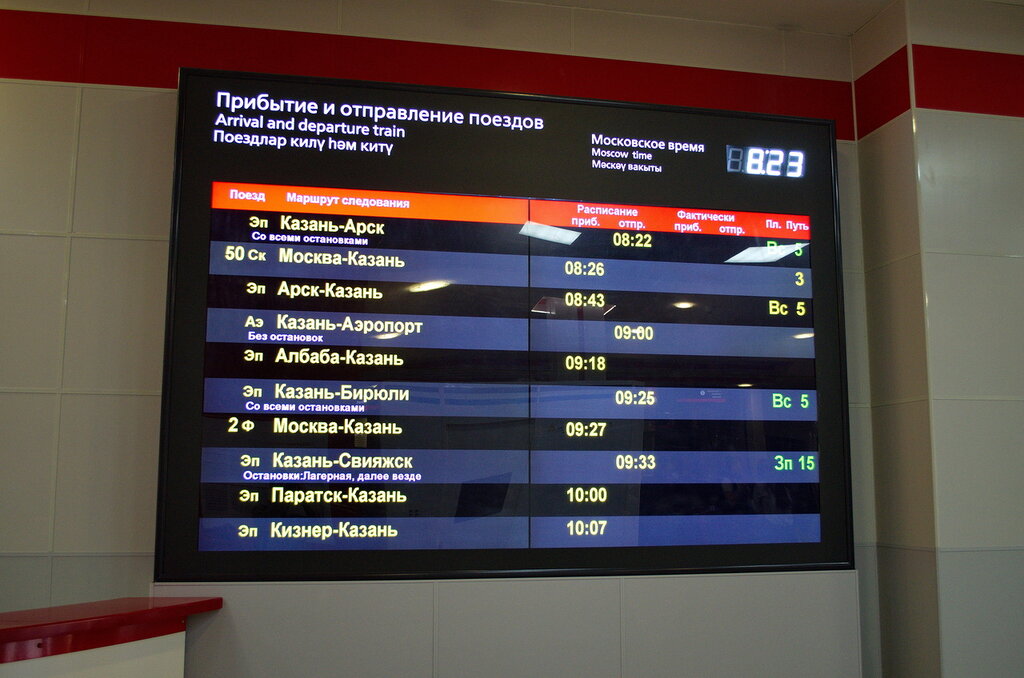 Прибытие и отправление поездов
Arrival and departure train
Поездлар килү һәм китү
Московское время
Moscow time
Мәскәү вакыты
8:23
Поезд Маршрут следования Расписание Фактически Пл. Путь
приб. отпр. приб. отпр.
Эп Казань-Арск 08:22 Вс 3
Со всеми остановками
50 Ск Москва-Казань 08:26 3
Эп Арск-Казань 08:43 Вс 5
Аэ Казань-Аэропорт 09:00
Без остановок
Эп Албаба-Казань 09:18
Эп Казань-Бирюли 09:25 Вс 5
Со всеми остановками
2 Ф Москва-Казань 09:27
Эп Казань-Свияжск 09:33 Зп 15
Остановки:Лагерная, далее везде
Эп Паратск-Казань 10:00
Эп Кизнер-Казань 10:07